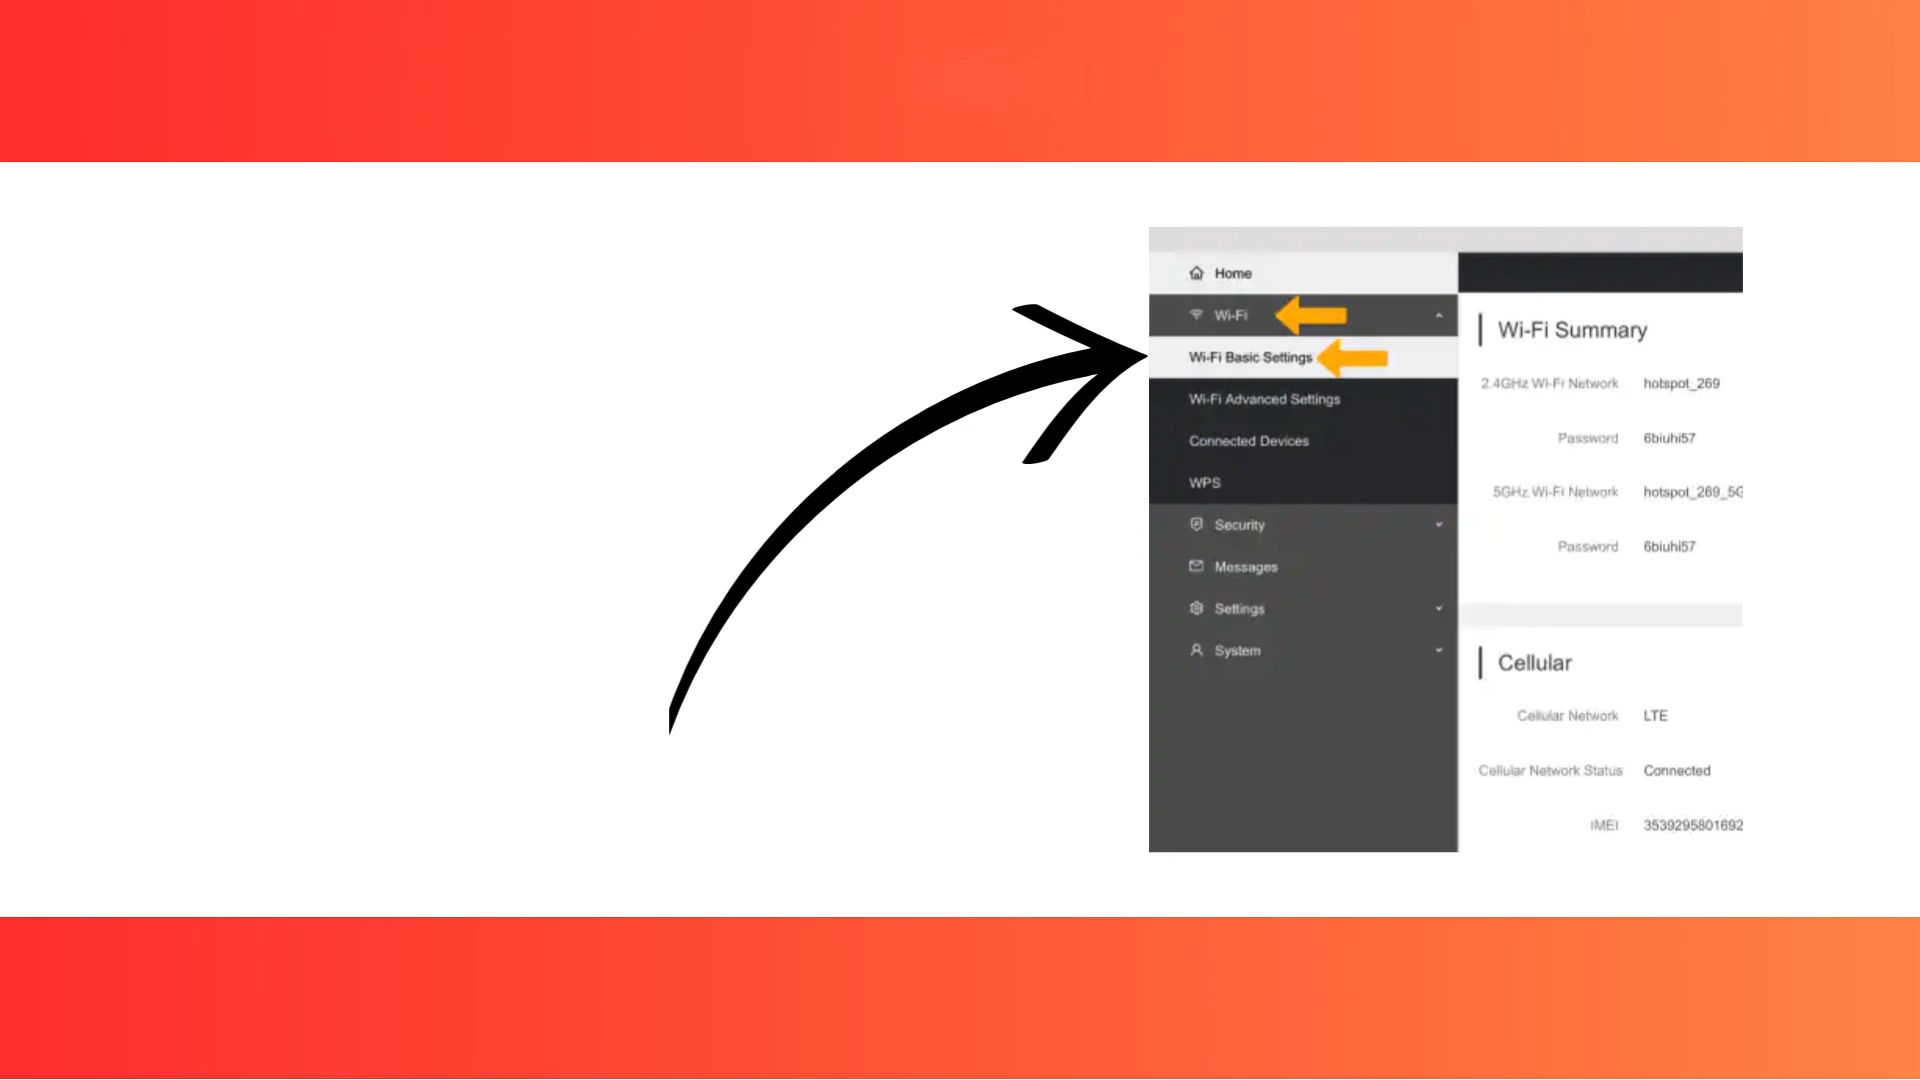 Home
Wi-Fi
Wi-Fi Basic Settings
Wi-Fi Advanced Settings
Connected Devices
WPS
Security
Messages
Settings
System
Wi-Fi Summary
2.4GHz Wi-Fi Network hotspot_269
Password 6biuhi57
5GHz Wi-Fi Network hotspot_269_5G
Password 6biuhi57
Cellular
Cellular Network LTE
Cellular Network Status Connected
IMEI 3539295801692